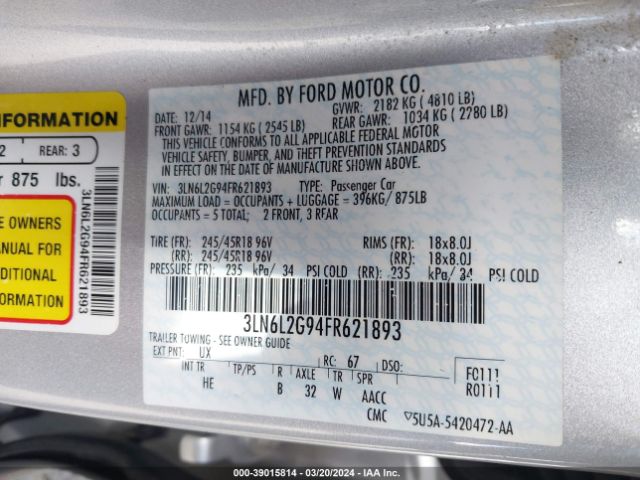 INFORMATION
2 REAR: 3
r 875 lbs.
E OWNERS
ANUAL FOR
DDITIONAL
INFORMATION
3LN6L2G94FR621893
MFD. BY FORD MOTOR CO.
12/14 GVWR: 2182 KG ( 4810 LB)
FRONT GAWR: 1154 KG ( 2545 LB) REAR GAWR: 1034 KG ( 2280 LB)
THIS VEHICLE CONFORMS TO ALL APPLICABLE FEDERAL MOTOR
VEHICLE SAFETY, BUMPER, AND THEFT PREVENTION STANDARDS
IN EFFECT ON THE DATE OF MANUFACTURE SHOWN ABOVE.
VIN: 3LN6L2G94FR621893 TYPE: Passenger Car
MAXIMUM LOAD = OCCUPANTS + LUGGAGE = 396KG/ 875LB
OCCUPANTS = 5 TOTAL; 2 FRONT, 3 RFAR
TIRE (FR): 245/45R18 96V RIMS (FR): 18x8.0J
(RR): 245/45R18 96V (RR): 18x8.0J
PRESSURE (FR): 235 kPa/ 34 PSI COLD (RR): 235 kPa/ 34 PSI COLD
3LN6L2G94FR621893
TRAILER TOWING - SEE OWNER GUIDE
EXT PNT: UX RC: 67 DSO: FC111
INT TR TP/PS R AXLE TR SPR R0111
HE B 32 W AACC
CMC 5U5A-5420472-AA
000-39015814 - 03/20/2024 - IAA Inc.